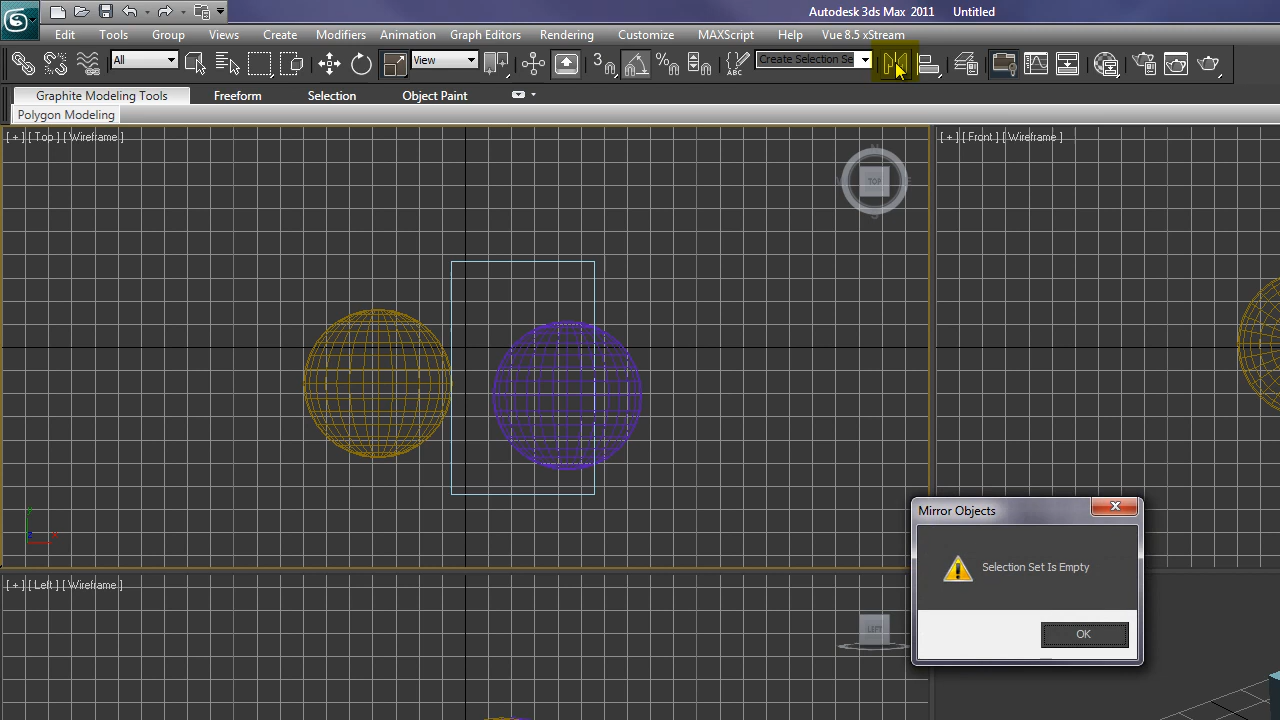 Autodesk 3ds Max 2011 Untitled
Edit Tools Group Views Create Modifiers Animation Graph Editors Rendering Customize MAXScript Help Vue 8.5 xStream
All View 3 ABC Create Selection Se
Graphite Modeling Tools Freeform Selection Object Paint
Polygon Modeling
[ + ] [ Top ] [ Wireframe ]
[ + ] [ Front ] [ Wireframe ]
N
TOP
S
y
z x
Mirror Objects
Selection Set Is Empty
OK
[ + ] [ Left ] [ Wireframe ]
LEFT